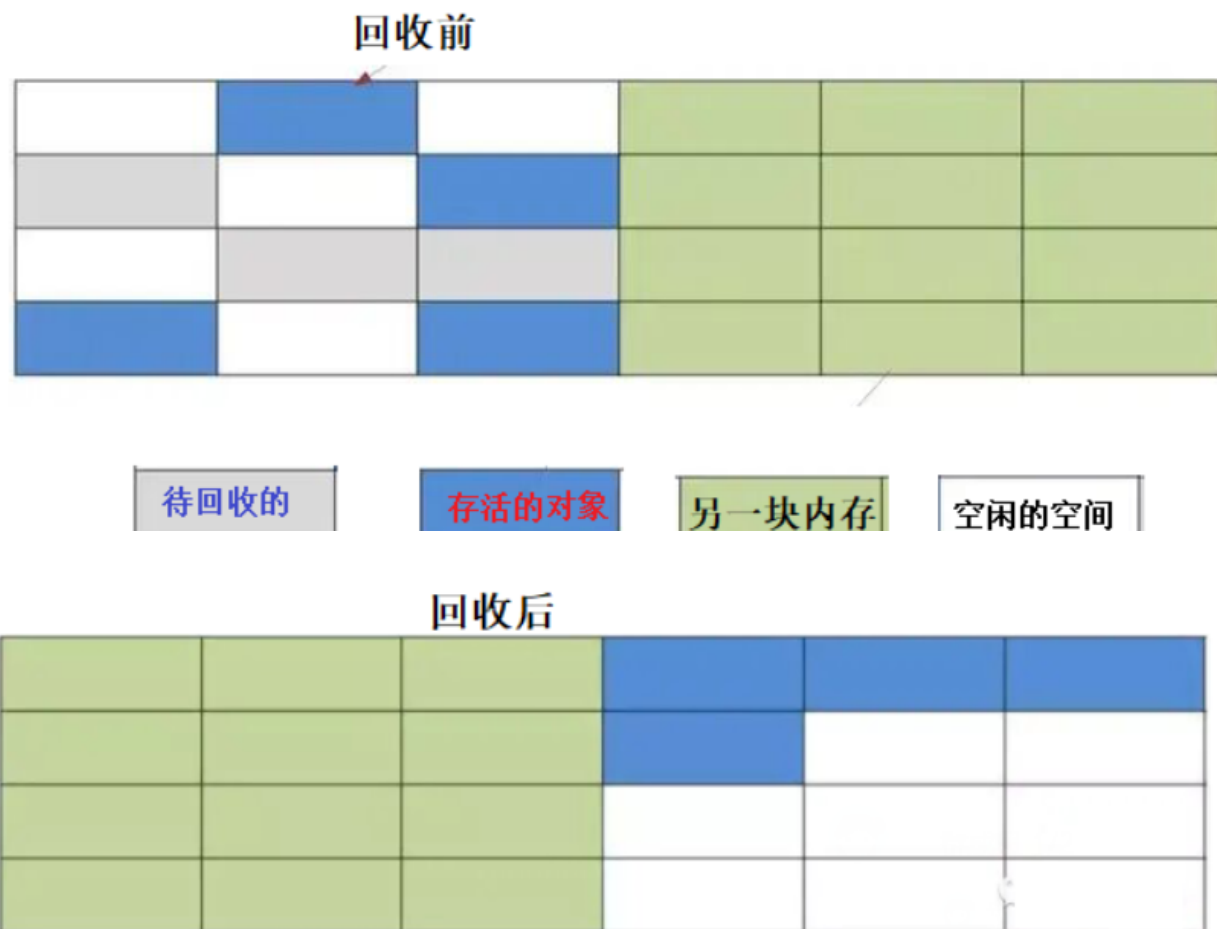 回收前
待回收的
存活的对象
另一块内存
空闲的空间
回收后